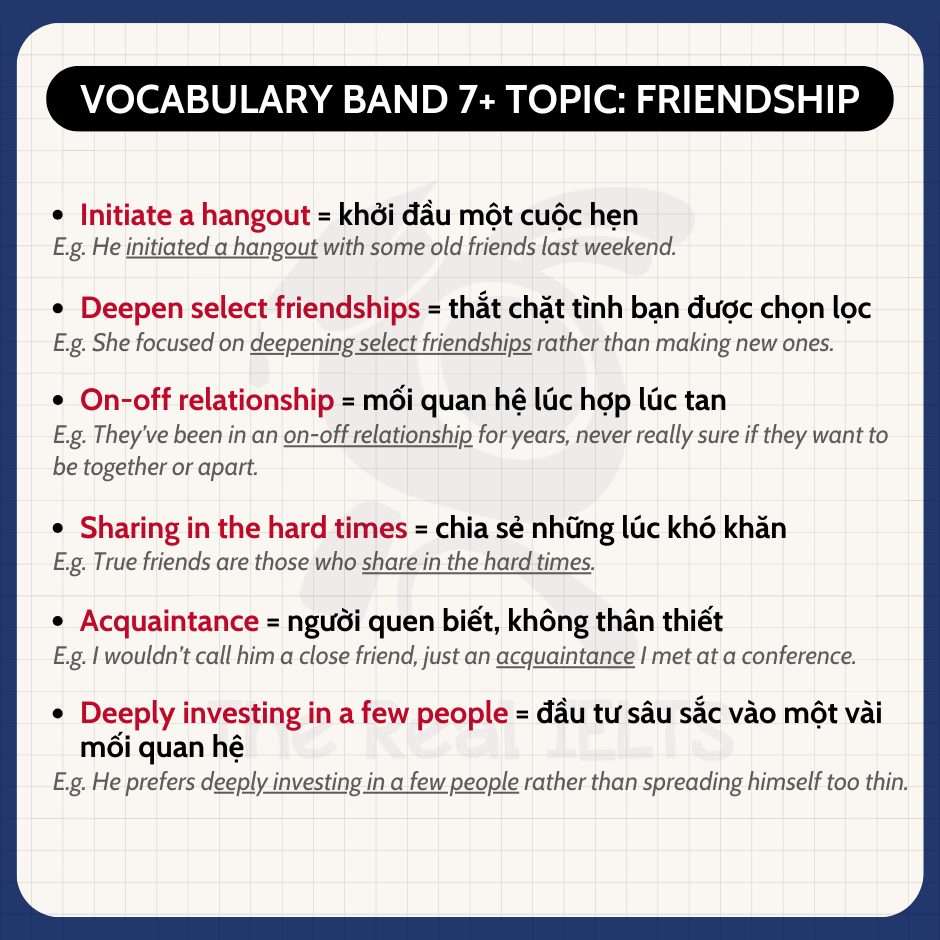 VOCABULARY BAND 7+ TOPIC: FRIENDSHIP
• Initiate a hangout = khởi đầu một cuộc hẹn
E.g. He initiated a hangout with some old friends last weekend.
• Deepen select friendships = thắt chặt tình bạn được chọn lọc
E.g. She focused on deepening select friendships rather than making new ones.
• On-off relationship = mối quan hệ lúc hợp lúc tan
E.g. They’ve been in an on-off relationship for years, never really sure if they want to
be together or apart.
• Sharing in the hard times = chia sẻ những lúc khó khăn
E.g. True friends are those who share in the hard times.
• Acquaintance = người quen biết, không thân thiết
E.g. I wouldn’t call him a close friend, just an acquaintance I met at a conference.
• Deeply investing in a few people = đầu tư sâu sắc vào một vài
mối quan hệ
E.g. He prefers deeply investing in a few people rather than spreading himself too thin.
The Real IELTS